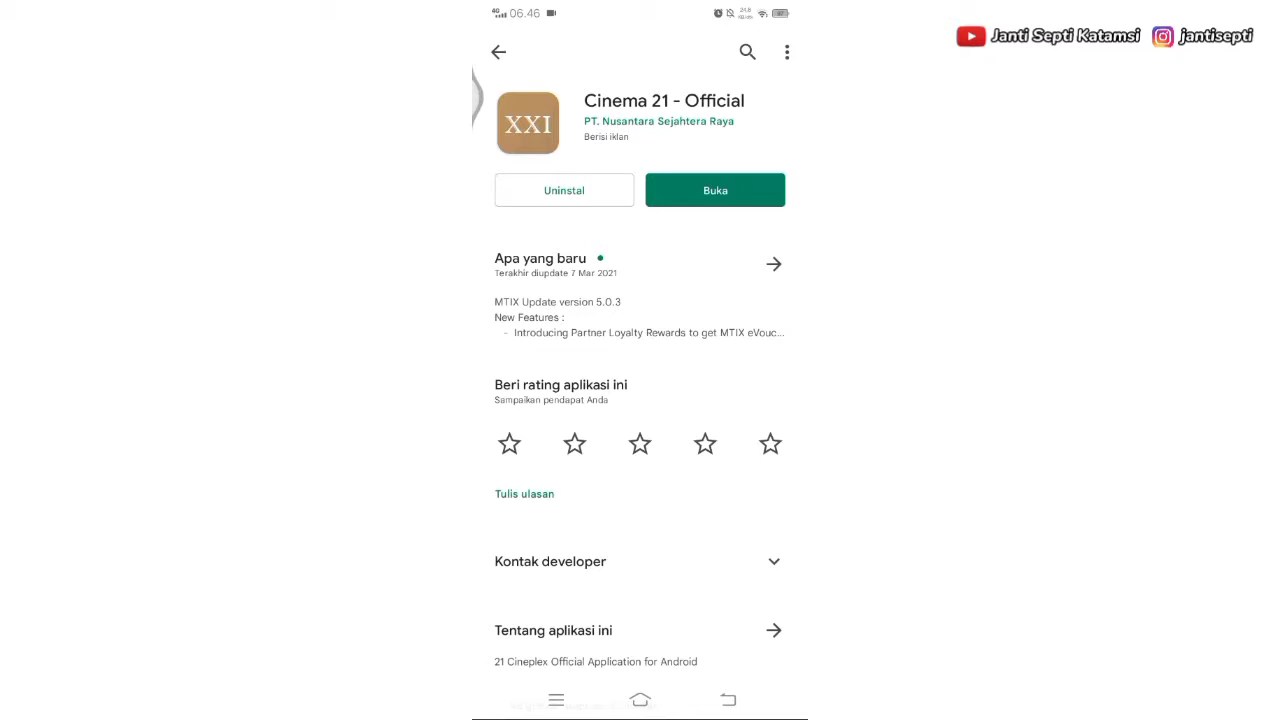 4G 06.46
Janti Septi Katamsi jantisepti
Cinema 21 - Official
XXI
PT. Nusantara Sejahtera Raya
Berisi iklan
Uninstal Buka
Apa yang baru
Terakhir diupdate 7 Mar 2021
MTIX Update version 5.0.3
New Features :
- Introducing Partner Loyalty Rewards to get MTIX eVouc...
Beri rating aplikasi ini
Sampaikan pendapat Anda
Tulis ulasan
Kontak developer
Tentang aplikasi ini
21 Cineplex Official Application for Android